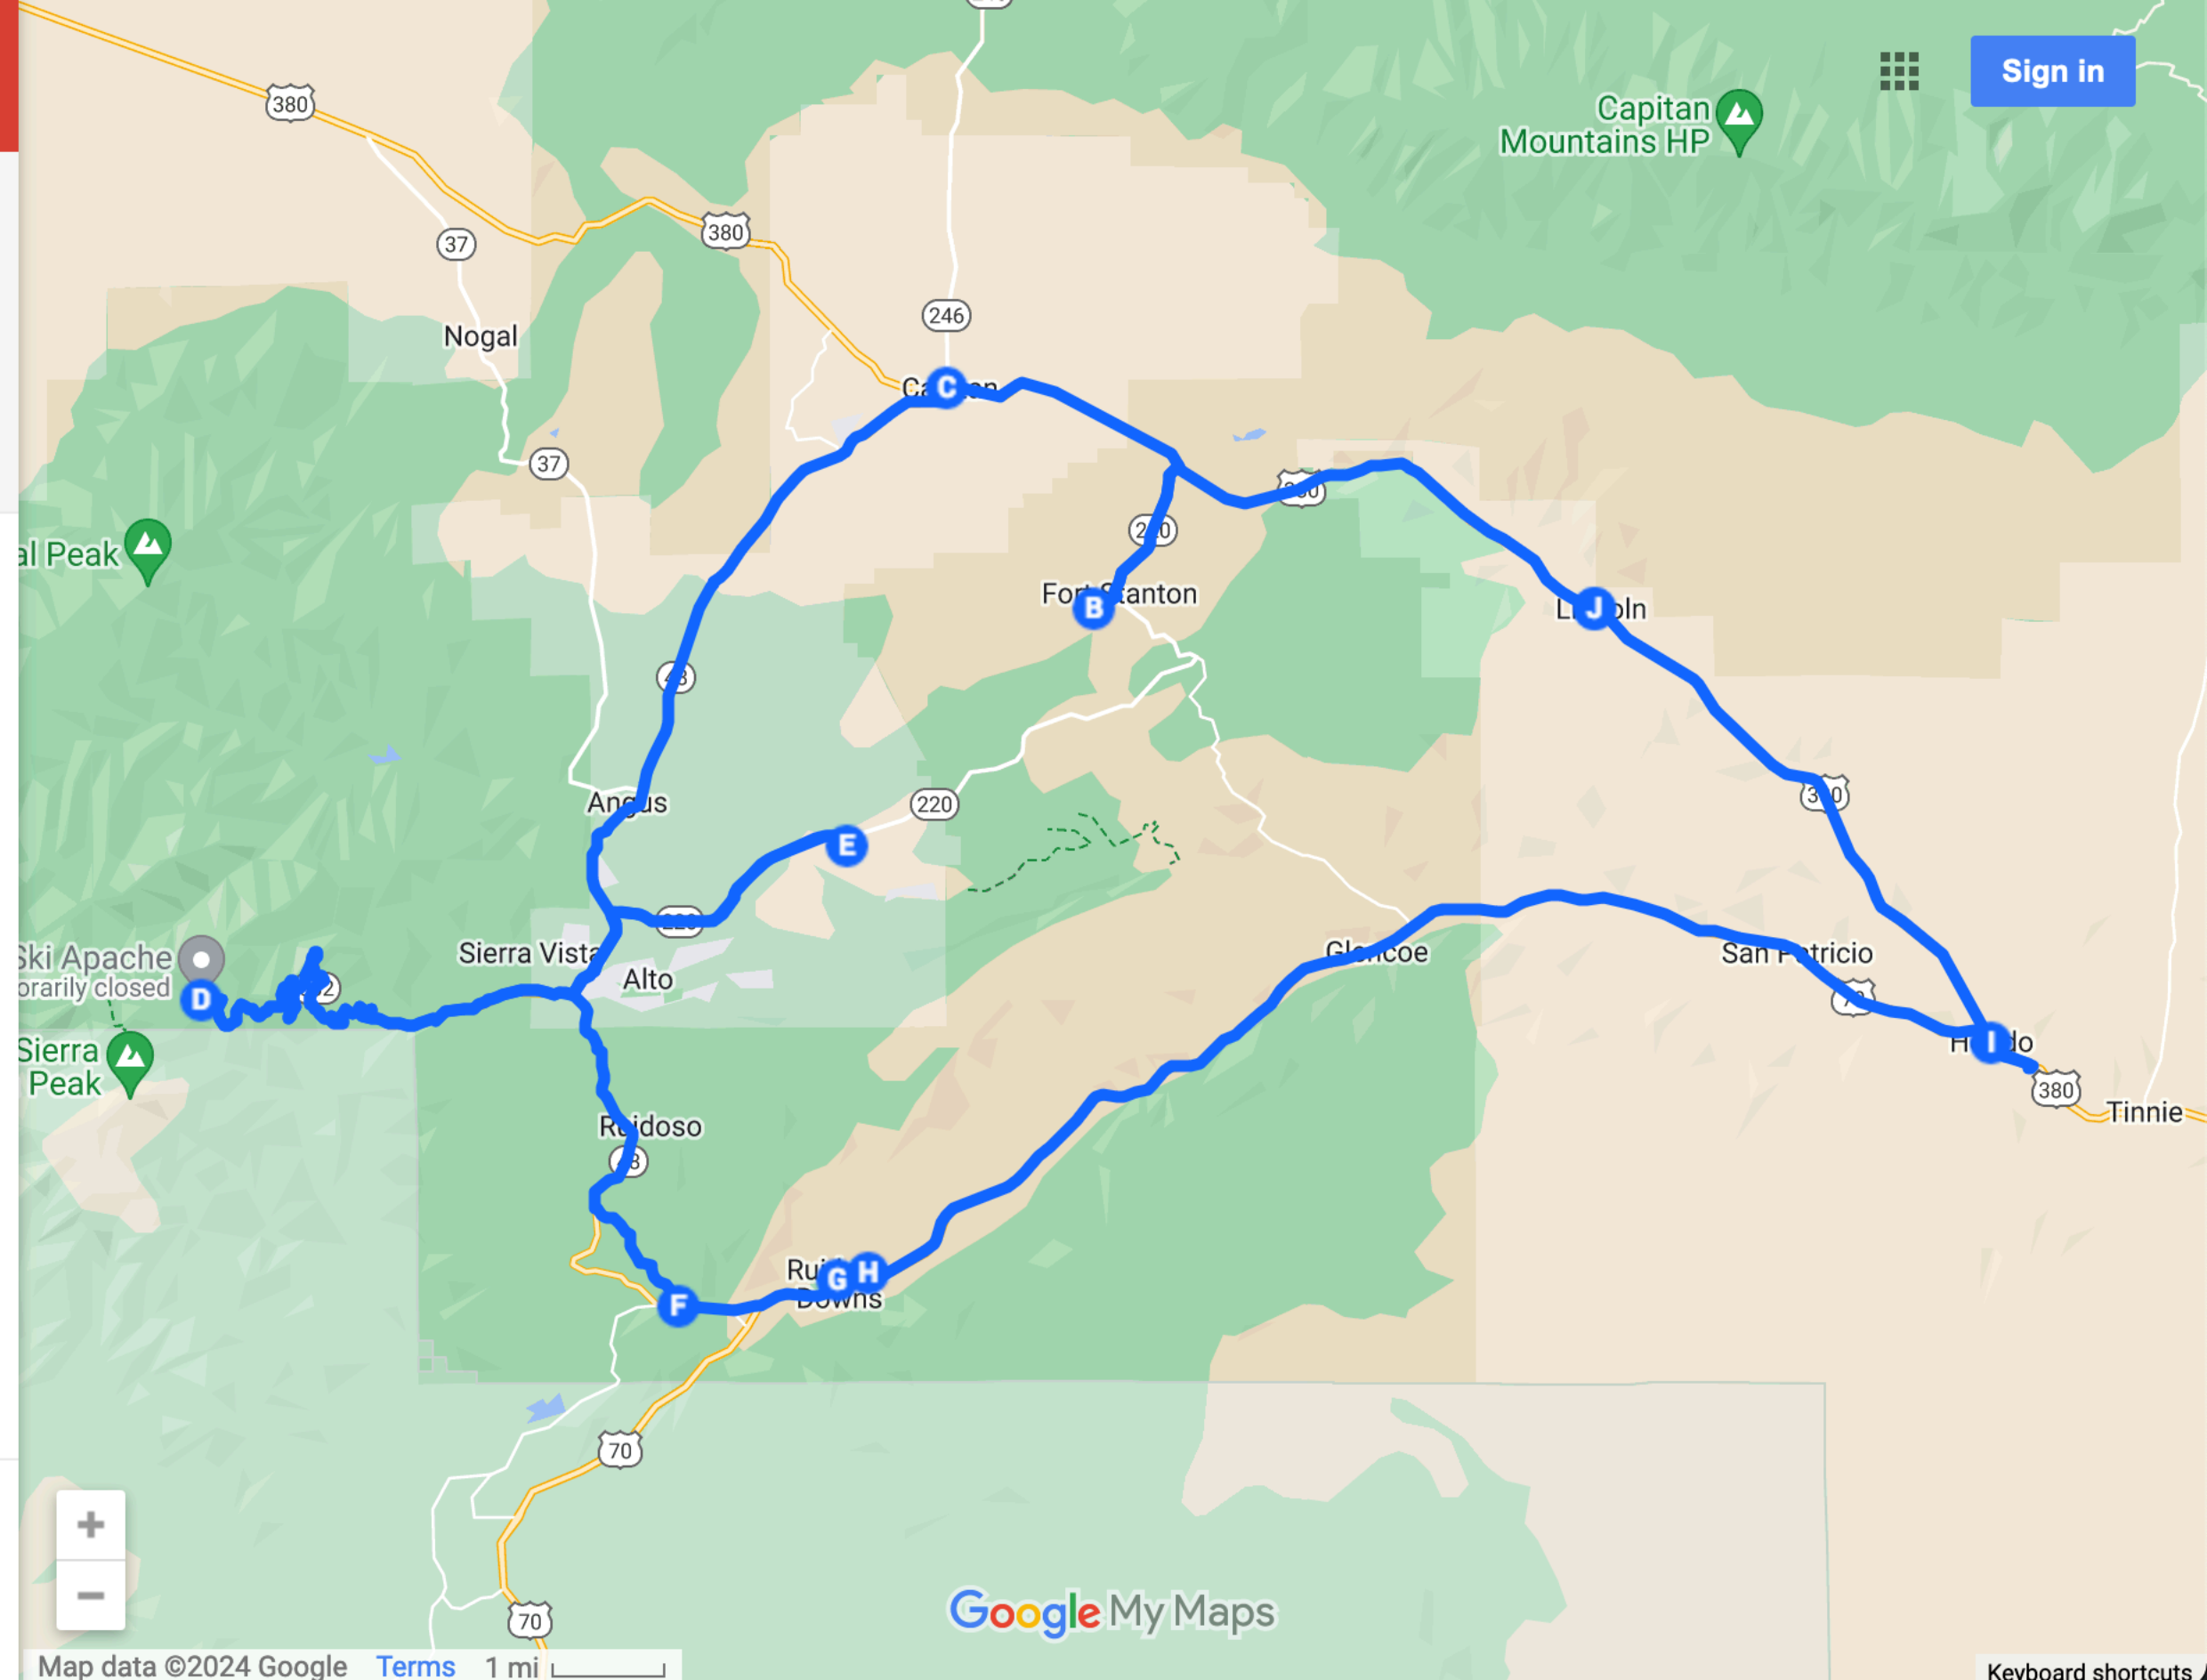 Sign in
Capitan
Mountains HP
380
37
380
246
Nogal
C
37
al Peak
B
J
Angus
220
E
Ski Apache
orarily closed
D
Sierra Vista
Alto
Sierra
Peak
Glencoe
San Patricio
I
380
Tinnie
Ruidoso
G
H
Downs
F
70
70
+
−
Google My Maps
Map data ©2024 Google
Terms
1 mi
Keyboard shortcuts